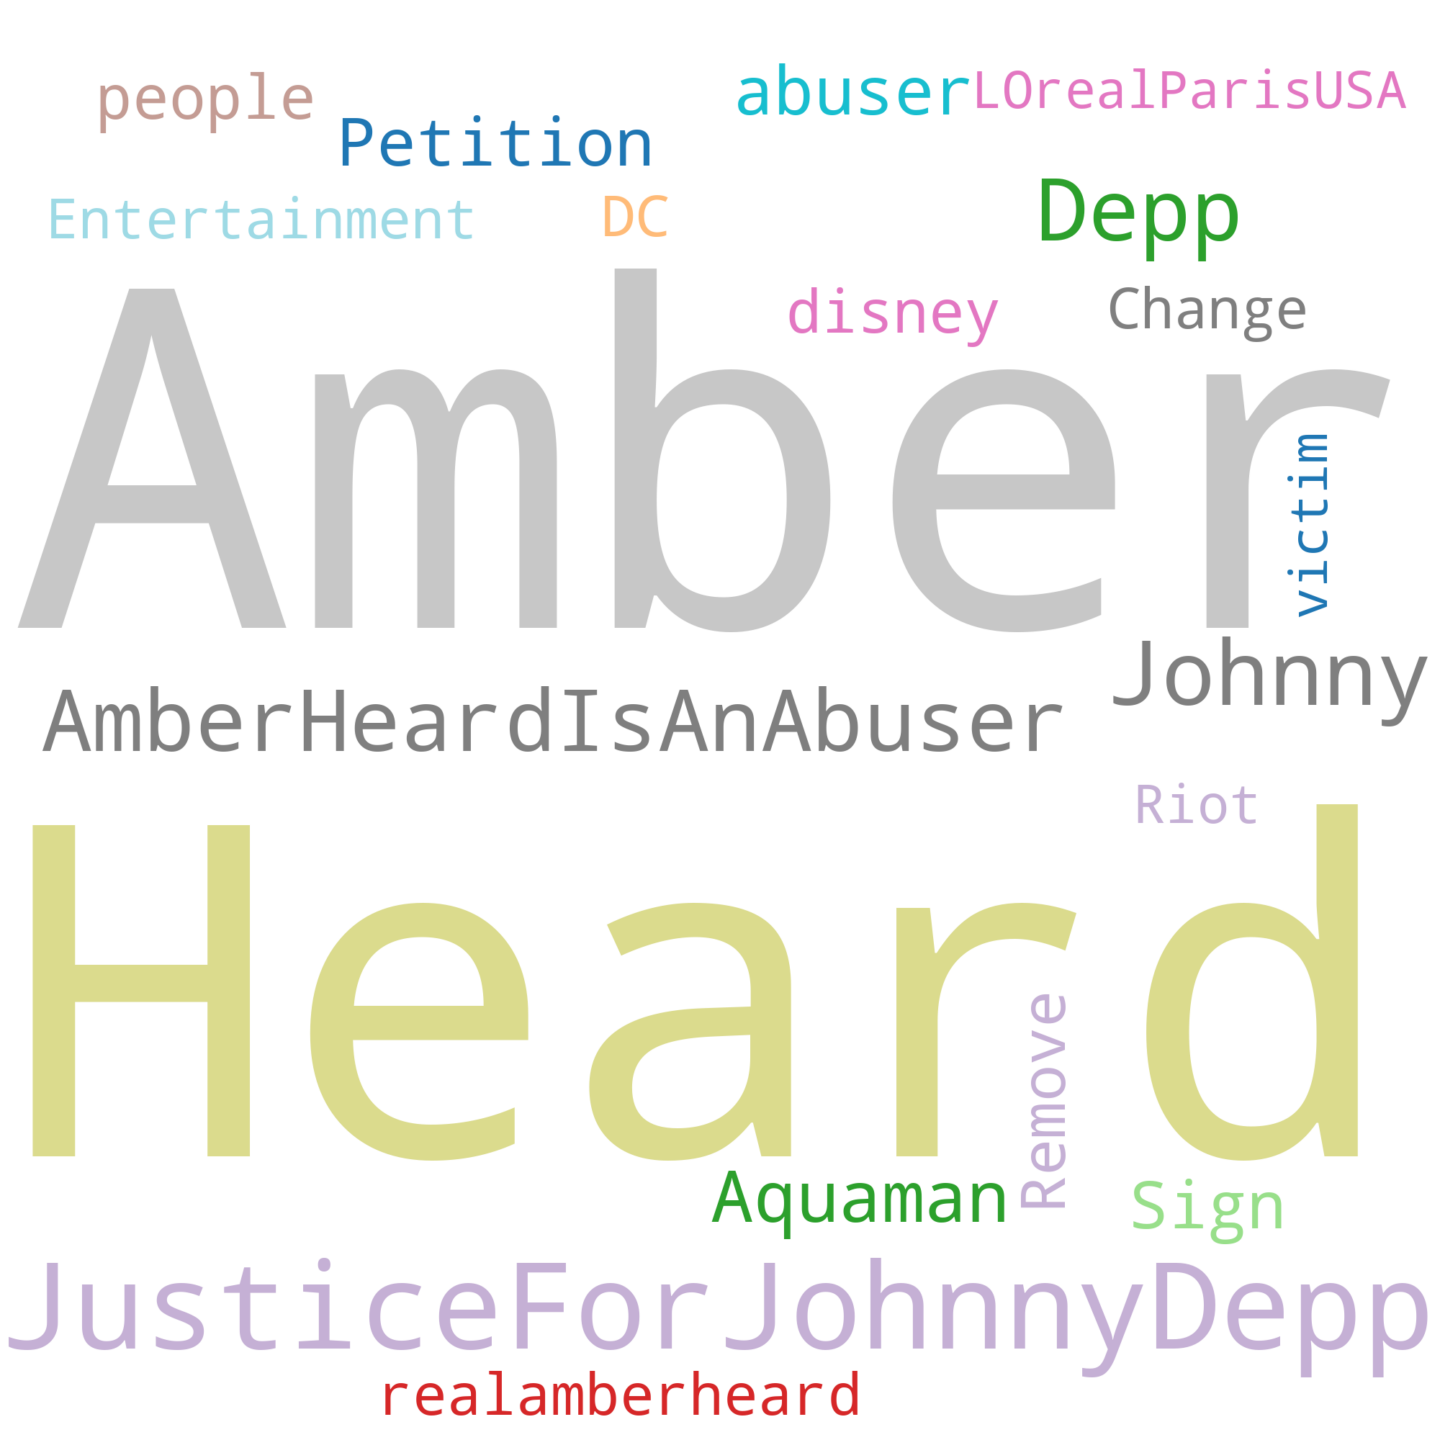 people
abuser
LOrealParisUSA
Petition
Entertainment
DC
Depp
disney
Change
Amber
victim
Johnny
AmberHeardIsAnAbuser
Riot
Heard
Remove
Aquaman
Sign
JusticeForJohnnyDepp
realamberheard